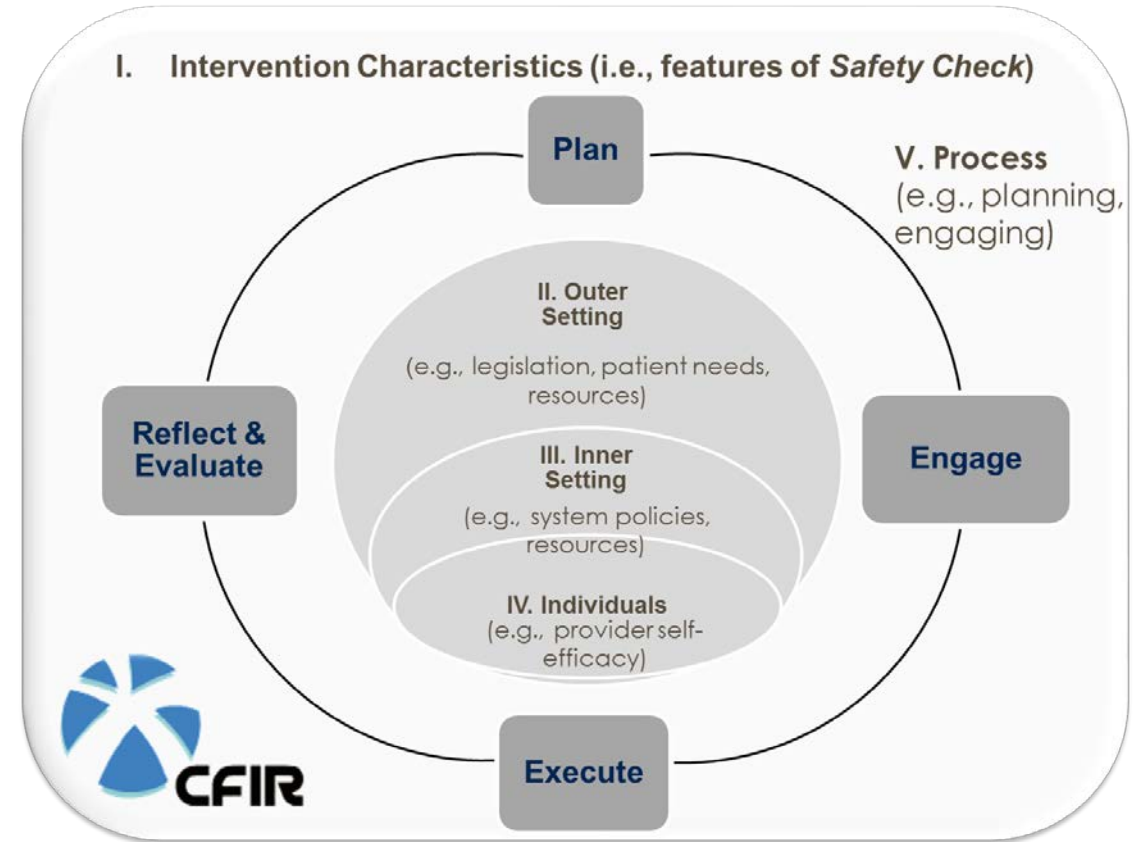 I. Intervention Characteristics (i.e., features of Safety Check)
Plan
V. Process
(e.g., planning,
engaging)
II. Outer
Setting
(e.g., legislation, patient needs,
resources)
Reflect &
Evaluate
III. Inner
Setting
(e.g., system policies,
resources)
Engage
IV. Individuals
(e.g., provider self-
efficacy)
Execute
CFIR